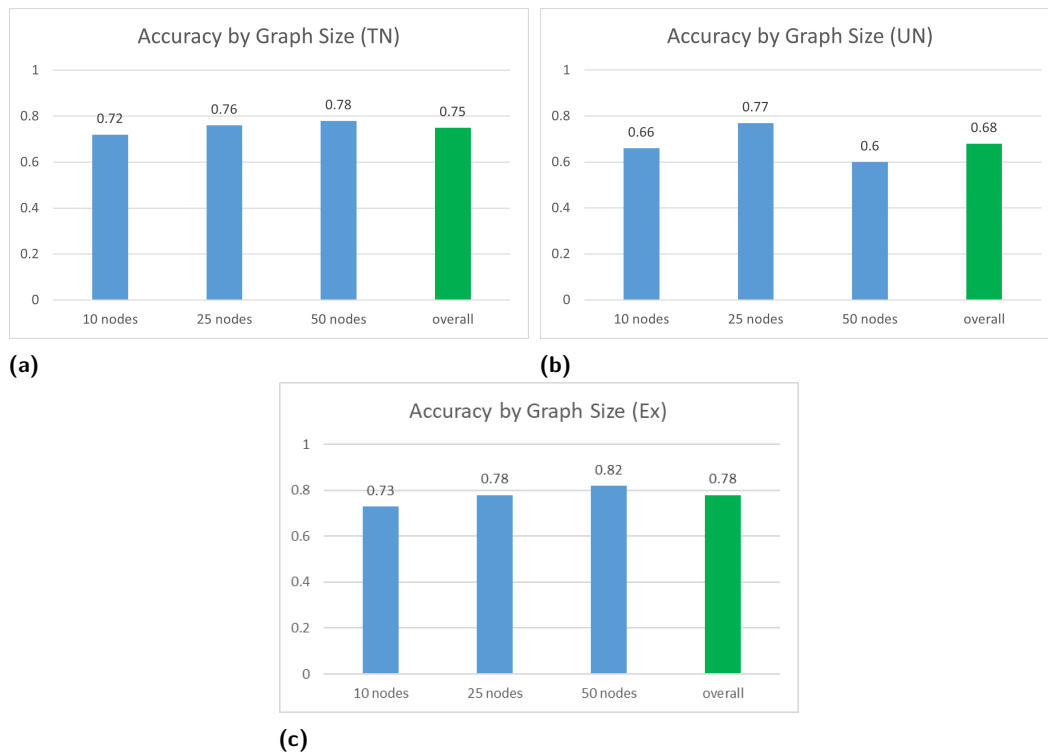 Accuracy by Graph Size (TN)
1
0.8
0.6
0.4
0.2
0
0.72
0.76
0.78
0.75
10 nodes
25 nodes
50 nodes
overall
(a)
Accuracy by Graph Size (UN)
1
0.8
0.6
0.4
0.2
0
0.66
0.77
0.6
0.68
10 nodes
25 nodes
50 nodes
overall
(b)
Accuracy by Graph Size (Ex)
1
0.8
0.6
0.4
0.2
0
0.73
0.78
0.82
0.78
10 nodes
25 nodes
50 nodes
overall
(c)